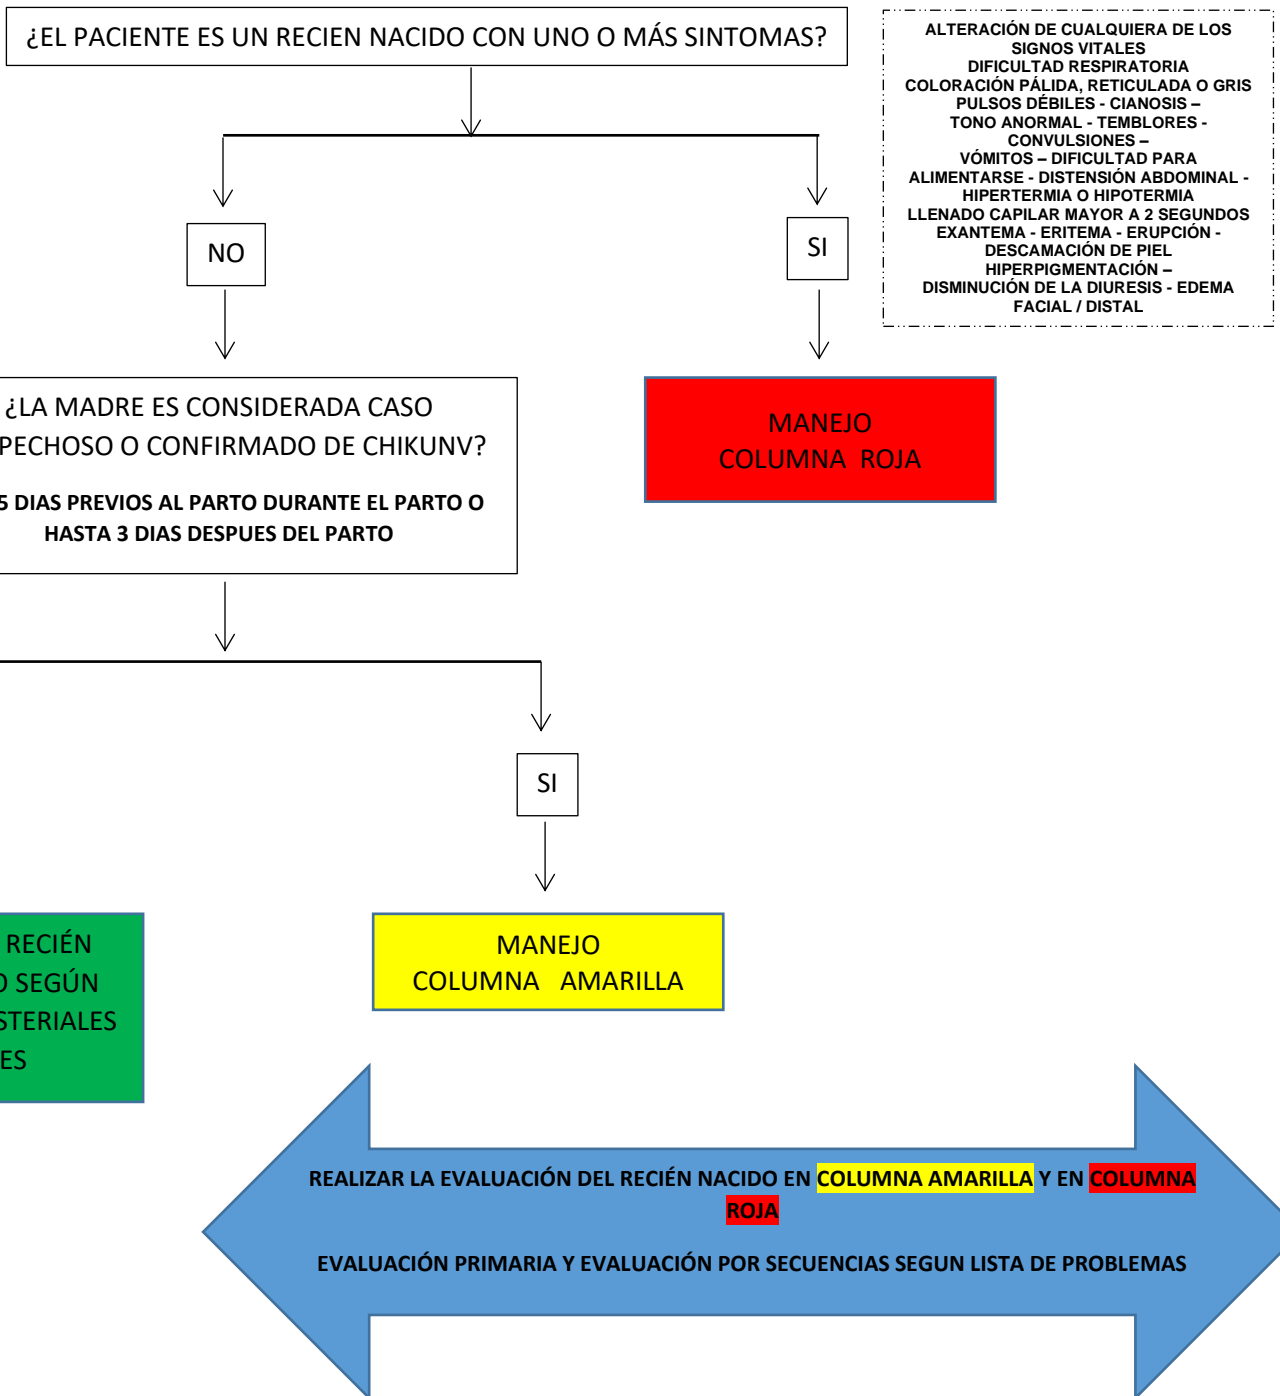 ¿EL PACIENTE ES UN RECIEN NACIDO CON UNO O MÁS SINTOMAS?
ALTERACIÓN DE CUALQUIERA DE LOS
SIGNOS VITALES
DIFICULTAD RESPIRATORIA
COLORACIÓN PÁLIDA, RETICULADA O GRIS
PULSOS DÉBILES - CIANOSIS –
TONO ANORMAL - TEMBLORES -
CONVULSIONES –
VÓMITOS – DIFICULTAD PARA
ALIMENTARSE - DISTENSIÓN ABDOMINAL -
HIPERTERMIA O HIPOTERMIA
LLENADO CAPILAR MAYOR A 2 SEGUNDOS
EXANTEMA - ERITEMA - ERUPCIÓN -
DESCAMACIÓN DE PIEL
HIPERPIGMENTACIÓN –
DISMINUCIÓN DE LA DIURESIS - EDEMA
FACIAL / DISTAL
NO
SI
¿LA MADRE ES CONSIDERADA CASO
PECHOSO O CONFIRMADO DE CHIKUNV?
5 DIAS PREVIOS AL PARTO DURANTE EL PARTO O
HASTA 3 DIAS DESPUES DEL PARTO
MANEJO
COLUMNA ROJA
SI
RECIÉN
O SEGÚN
STERIALES
ES
MANEJO
COLUMNA AMARILLA
REALIZAR LA EVALUACIÓN DEL RECIÉN NACIDO EN COLUMNA AMARILLA Y EN COLUMNA
ROJA
EVALUACIÓN PRIMARIA Y EVALUACIÓN POR SECUENCIAS SEGUN LISTA DE PROBLEMAS